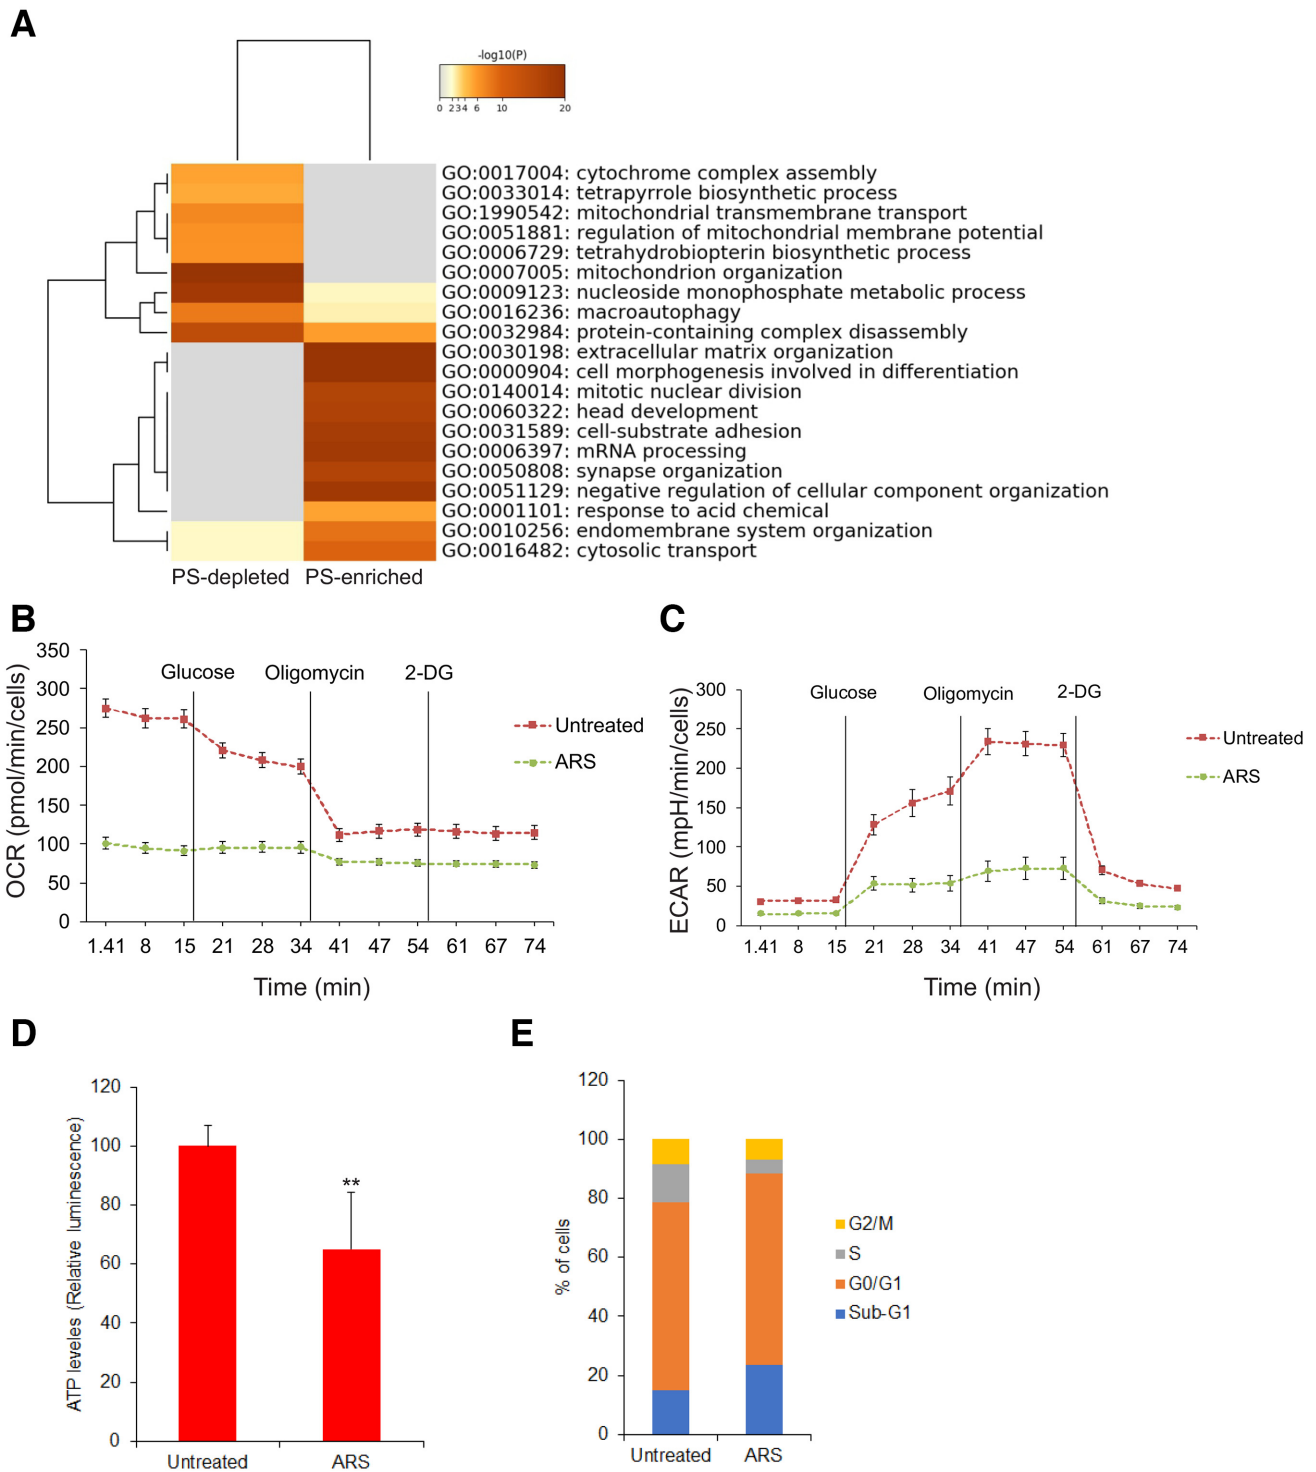 A
-log10(P)
0 2 3 4 6 10 20
GO:0017004: cytochrome complex assembly
GO:0033014: tetrapyrrole biosynthetic process
GO:1990542: mitochondrial transmembrane transport
GO:0051881: regulation of mitochondrial membrane potential
GO:0006729: tetrahydrobiopterin biosynthetic process
GO:0007005: mitochondrion organization
GO:0009123: nucleoside monophosphate metabolic process
GO:0016236: macroautophagy
GO:0032984: protein-containing complex disassembly
GO:0030198: extracellular matrix organization
GO:0000904: cell morphogenesis involved in differentiation
GO:0140014: mitotic nuclear division
GO:0060322: head development
GO:0031589: cell-substrate adhesion
GO:0006397: mRNA processing
GO:0050808: synapse organization
GO:0051129: negative regulation of cellular component organization
GO:0001101: response to acid chemical
GO:0010256: endomembrane system organization
GO:0016482: cytosolic transport
PS-depleted PS-enriched
B
OCR (pmol/min/cells)
350
300
250
200
150
100
50
0
Glucose Oligomycin 2-DG
Untreated
ARS
1.41 8 15 21 28 34 41 47 54 61 67 74
Time (min)
C
ECAR (mpH/min/cells)
300
250
200
150
100
50
0
Glucose Oligomycin 2-DG
Untreated
ARS
1.41 8 15 21 28 34 41 47 54 61 67 74
Time (min)
D
ATP leveles (Relative luminescence)
120
100
80
60
40
20
0
**
Untreated ARS
E
% of cells
120
100
80
60
40
20
0
Untreated ARS
G2/M
S
G0/G1
Sub-G1